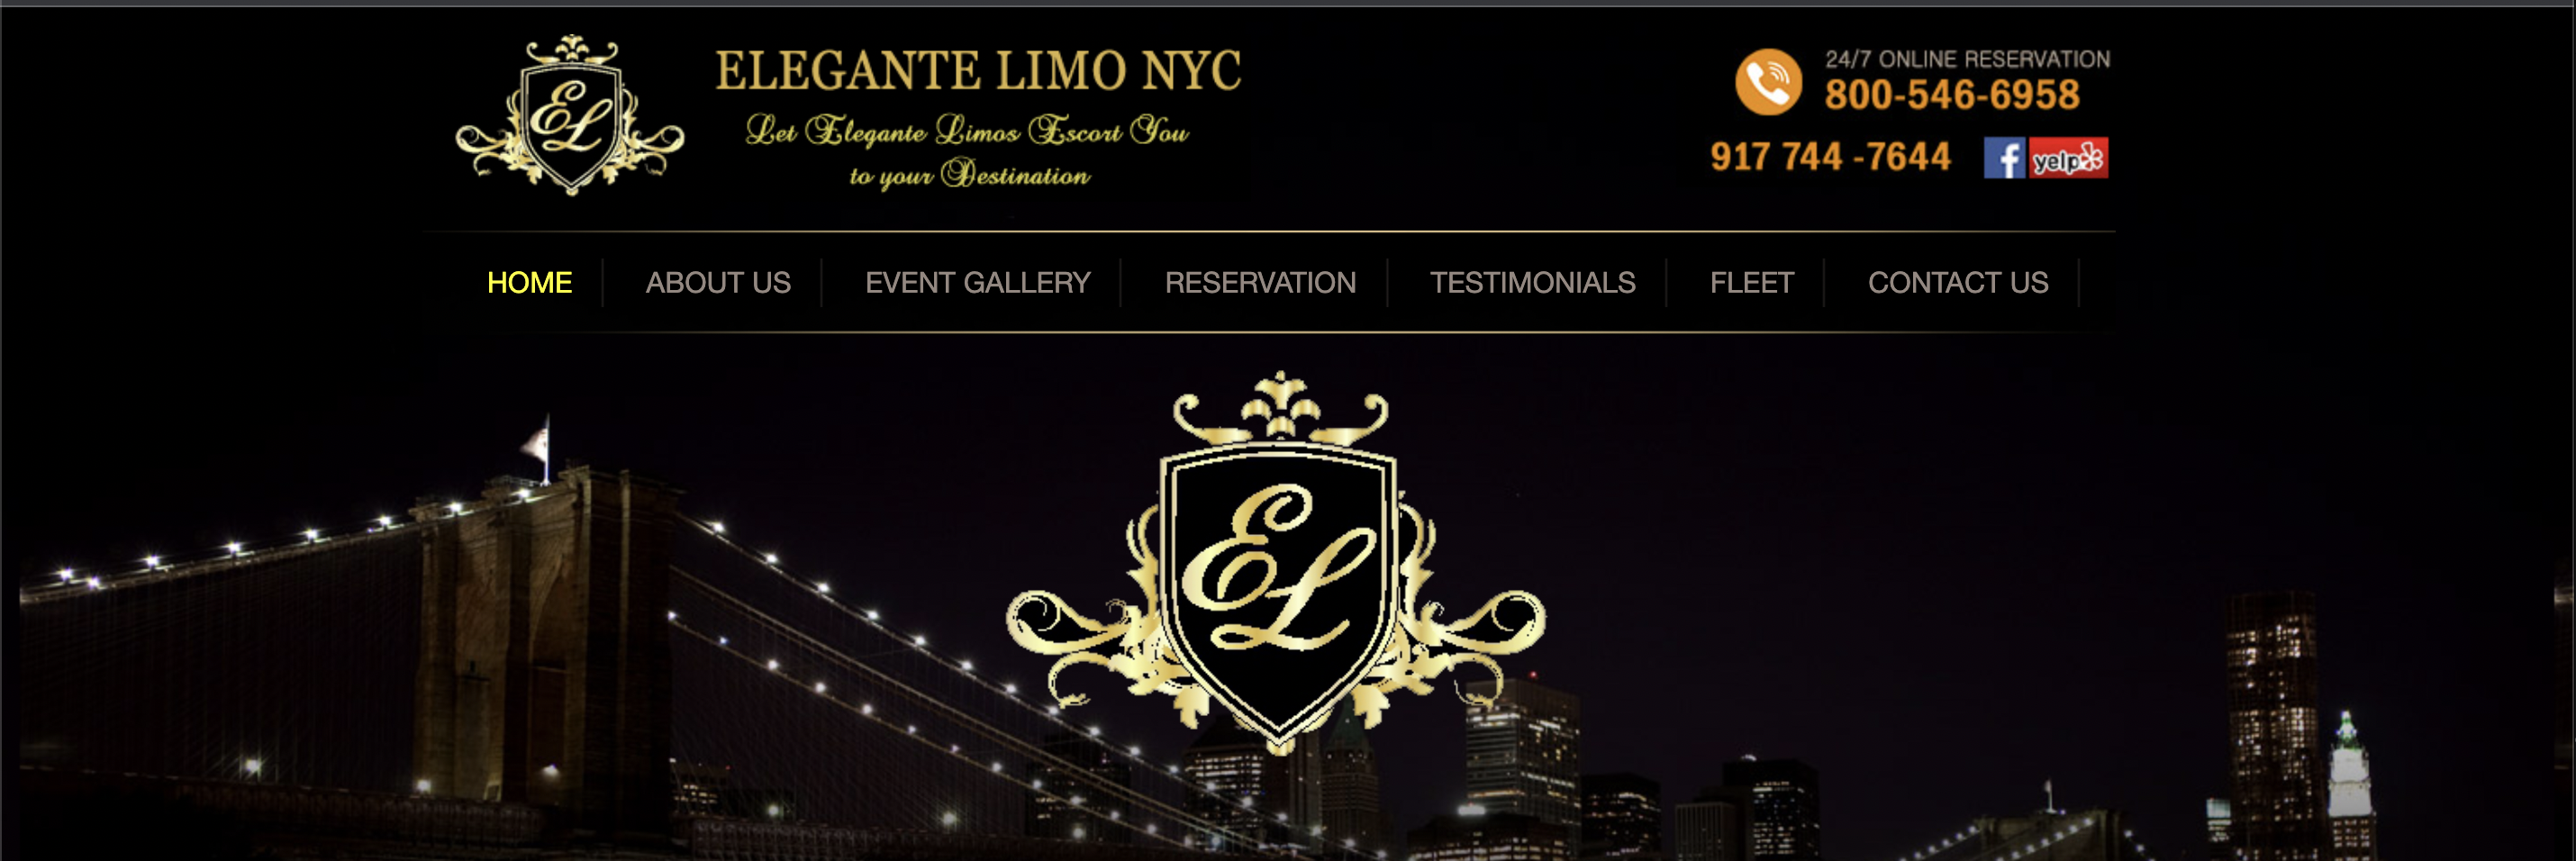 EL
ELEGANTE LIMO NYC
Let Elegante Limos Escort You
to your Destination
24/7 ONLINE RESERVATION
800-546-6958
917 744 -7644
f
yelp
HOME
ABOUT US
EVENT GALLERY
RESERVATION
TESTIMONIALS
FLEET
CONTACT US
EL